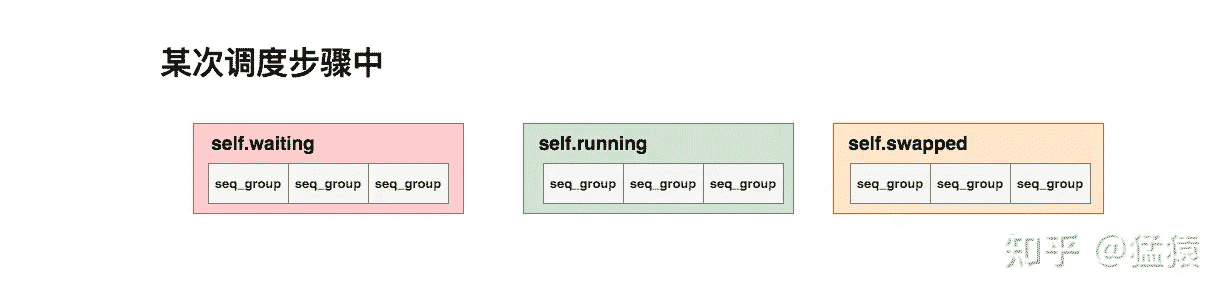 某次调度步骤中
self.waiting
seq_group seq_group seq_group
self.running
seq_group seq_group seq_group
self.swapped
seq_group seq_group seq_group
知乎 @猛猿